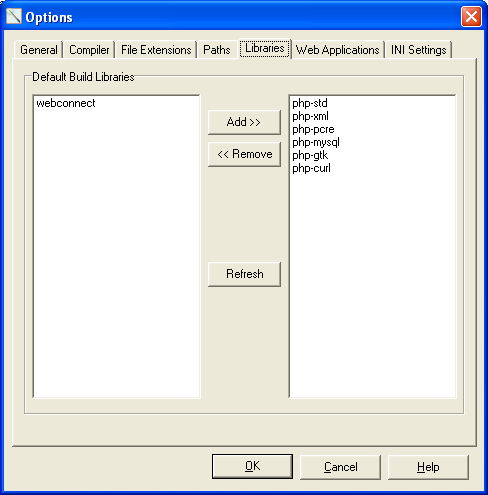 Options
General Compiler File Extensions Paths Libraries Web Applications INI Settings
Default Build Libraries
webconnect
Add >>
<< Remove
Refresh
php-std
php-xml
php-pcre
php-mysql
php-gtk
php-curl
OK Cancel Help